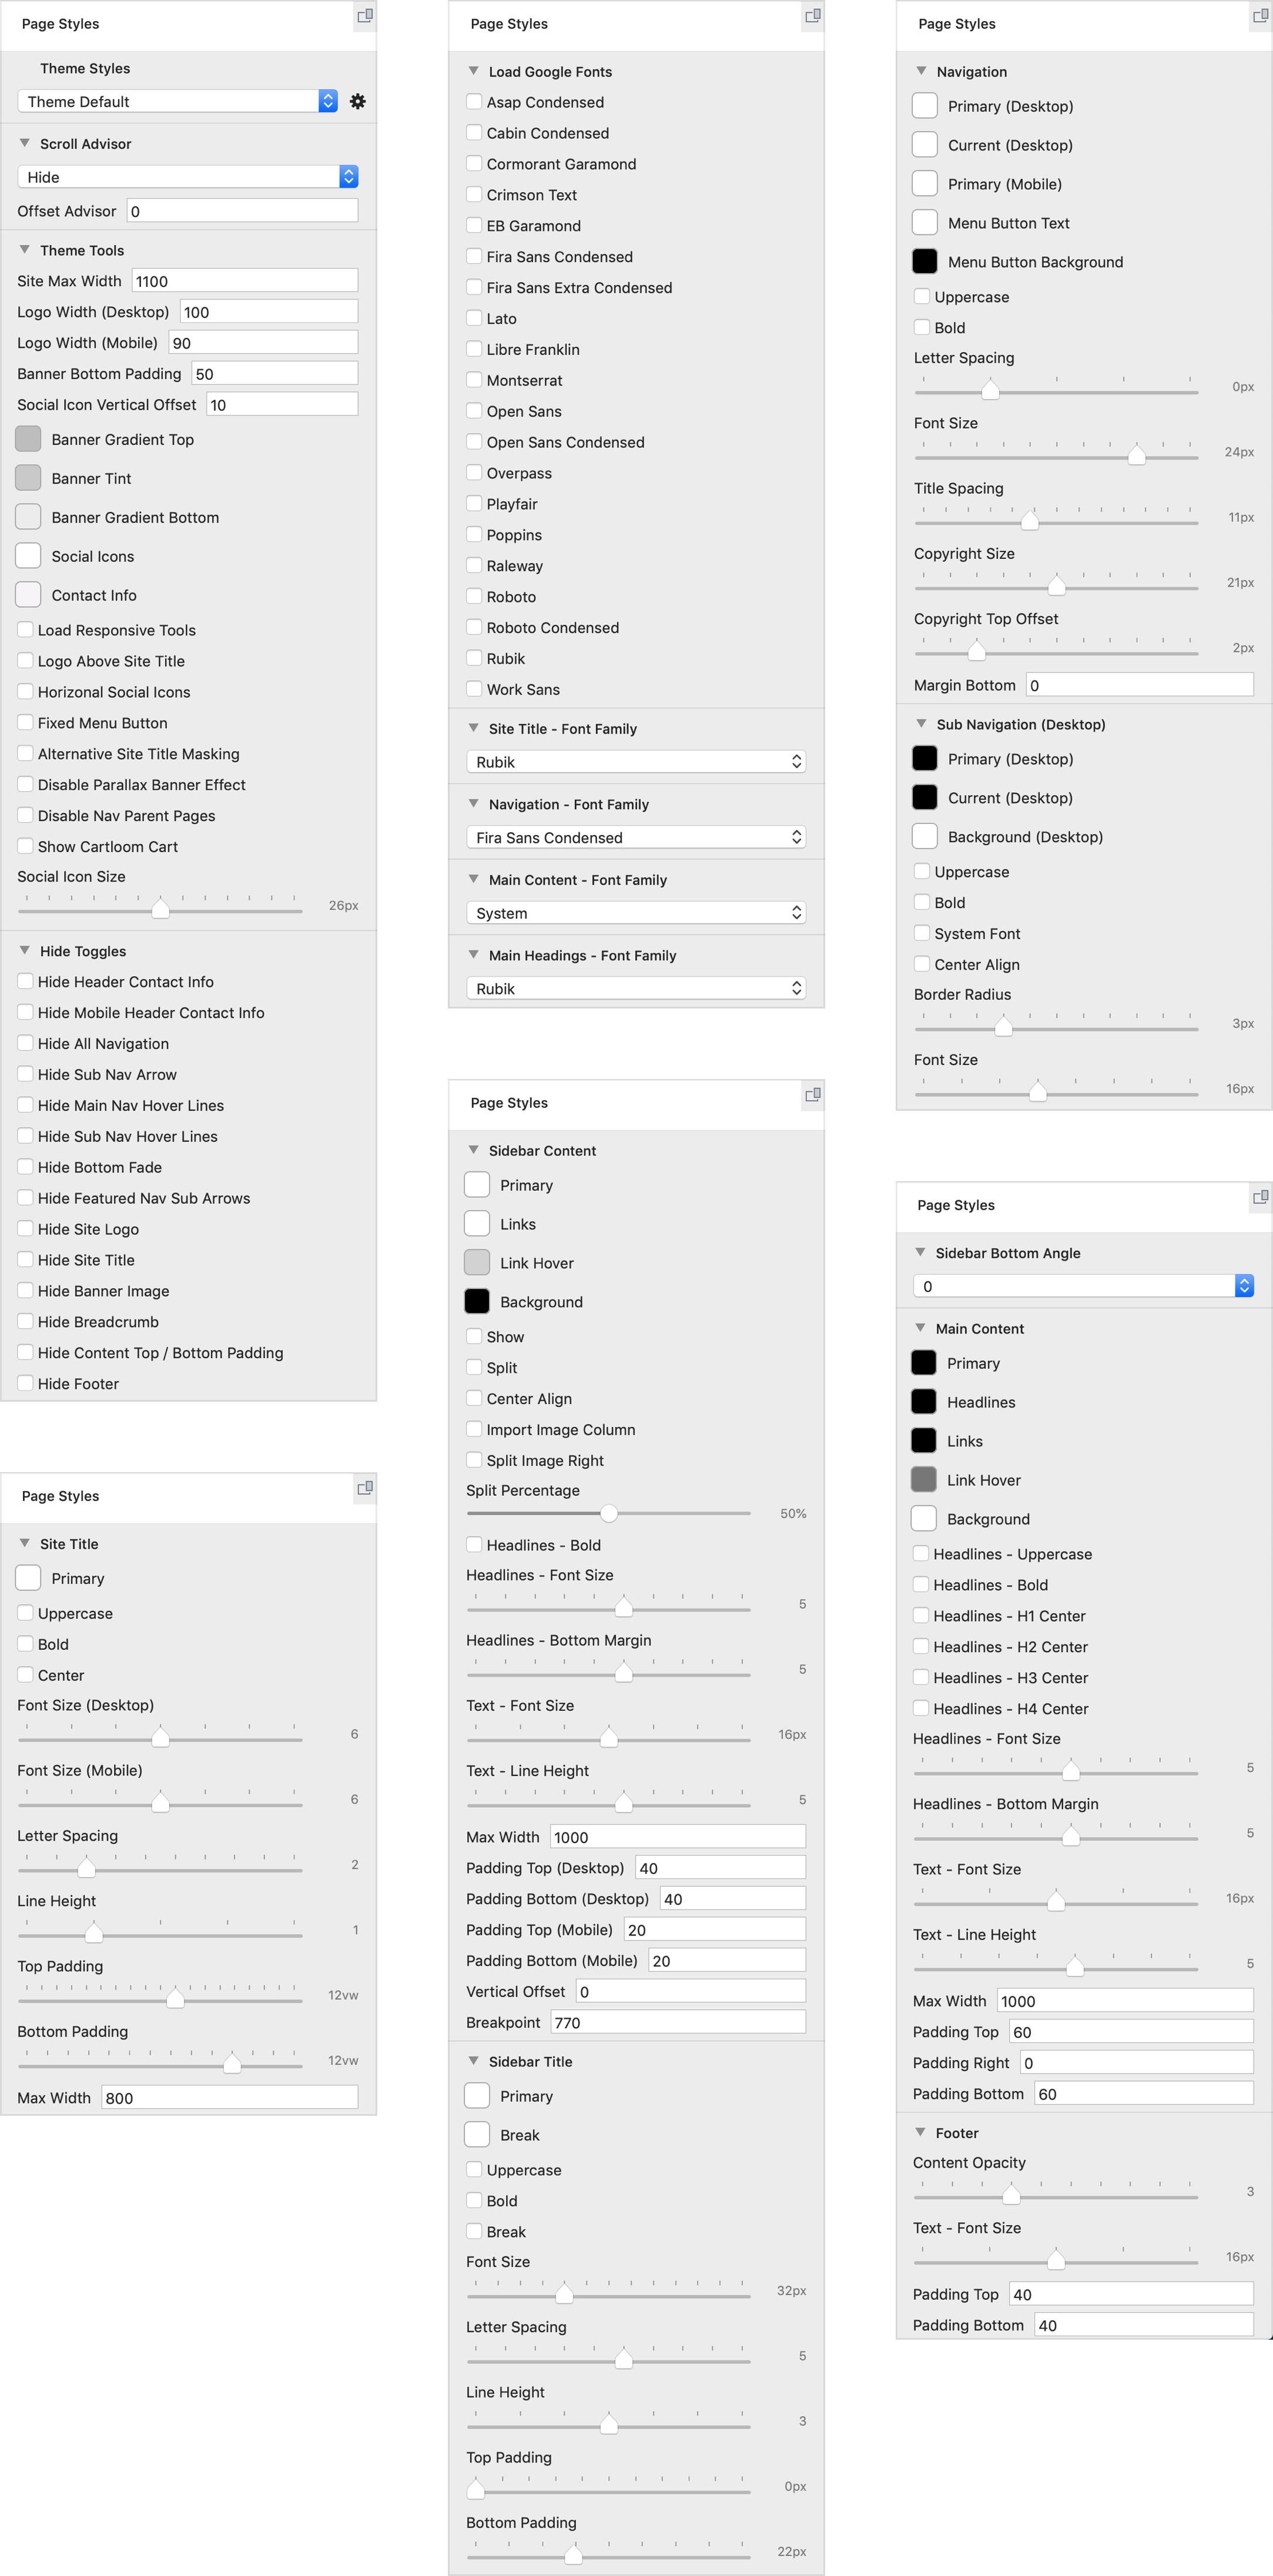 Page Styles
Theme Styles
Theme Default
Scroll Advisor
Hide
Offset Advisor 0
Theme Tools
Site Max Width 1100
Logo Width (Desktop) 100
Logo Width (Mobile) 90
Banner Bottom Padding 50
Social Icon Vertical Offset 10
Banner Gradient Top
Banner Tint
Banner Gradient Bottom
Social Icons
Contact Info
Load Responsive Tools
Logo Above Site Title
Horizonal Social Icons
Fixed Menu Button
Alternative Site Title Masking
Disable Parallax Banner Effect
Disable Nav Parent Pages
Show Cartloom Cart
Social Icon Size
26px
Hide Toggles
Hide Header Contact Info
Hide Mobile Header Contact Info
Hide All Navigation
Hide Sub Nav Arrow
Hide Main Nav Hover Lines
Hide Sub Nav Hover Lines
Hide Bottom Fade
Hide Featured Nav Sub Arrows
Hide Site Logo
Hide Site Title
Hide Banner Image
Hide Breadcrumb
Hide Content Top / Bottom Padding
Hide Footer
Page Styles
Site Title
Primary
Uppercase
Bold
Center
Font Size (Desktop)
6
Font Size (Mobile)
6
Letter Spacing
2
Line Height
1
Top Padding
12vw
Bottom Padding
12vw
Max Width 800
Page Styles
Load Google Fonts
Asap Condensed
Cabin Condensed
Cormorant Garamond
Crimson Text
EB Garamond
Fira Sans Condensed
Fira Sans Extra Condensed
Lato
Libre Franklin
Montserrat
Open Sans
Open Sans Condensed
Overpass
Playfair
Poppins
Raleway
Roboto
Roboto Condensed
Rubik
Work Sans
Site Title - Font Family
Rubik
Navigation - Font Family
Fira Sans Condensed
Main Content - Font Family
System
Main Headings - Font Family
Rubik
Page Styles
Sidebar Content
Primary
Links
Link Hover
Background
Show
Split
Center Align
Import Image Column
Split Image Right
Split Percentage
50%
Headlines - Bold
Headlines - Font Size
5
Headlines - Bottom Margin
5
Text - Font Size
16px
Text - Line Height
5
Max Width 1000
Padding Top (Desktop) 40
Padding Bottom (Desktop) 40
Padding Top (Mobile) 20
Padding Bottom (Mobile) 20
Vertical Offset 0
Breakpoint 770
Sidebar Title
Primary
Break
Uppercase
Bold
Break
Font Size
32px
Letter Spacing
5
Line Height
3
Top Padding
0px
Bottom Padding
22px
Page Styles
Navigation
Primary (Desktop)
Current (Desktop)
Primary (Mobile)
Menu Button Text
Menu Button Background
Uppercase
Bold
Letter Spacing
0px
Font Size
24px
Title Spacing
11px
Copyright Size
21px
Copyright Top Offset
2px
Margin Bottom 0
Sub Navigation (Desktop)
Primary (Desktop)
Current (Desktop)
Background (Desktop)
Uppercase
Bold
System Font
Center Align
Border Radius
3px
Font Size
16px
Page Styles
Sidebar Bottom Angle
0
Main Content
Primary
Headlines
Links
Link Hover
Background
Headlines - Uppercase
Headlines - Bold
Headlines - H1 Center
Headlines - H2 Center
Headlines - H3 Center
Headlines - H4 Center
Headlines - Font Size
5
Headlines - Bottom Margin
5
Text - Font Size
16px
Text - Line Height
5
Max Width 1000
Padding Top 60
Padding Right 0
Padding Bottom 60
Footer
Content Opacity
3
Text - Font Size
16px
Padding Top 40
Padding Bottom 40